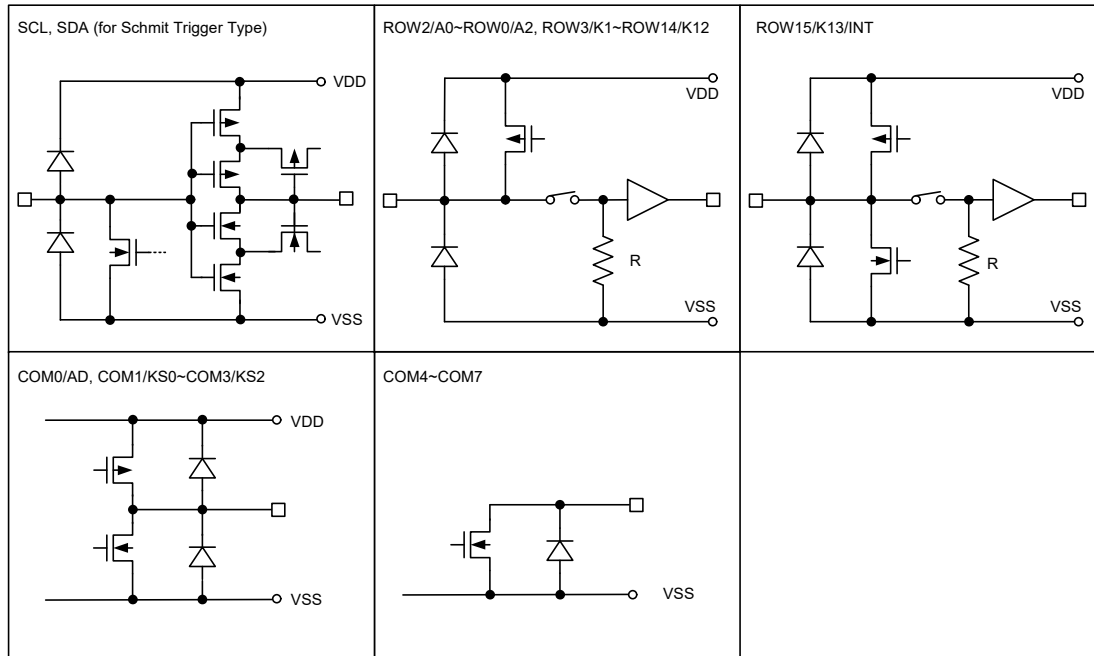 SCL, SDA (for Schmit Trigger Type)
VDD
VSS
ROW2/A0~ROW0/A2, ROW3/K1~ROW14/K12
VDD
R
VSS
ROW15/K13/INT
VDD
R
VSS
COM0/AD, COM1/KS0~COM3/KS2
VDD
VSS
COM4~COM7
VSS